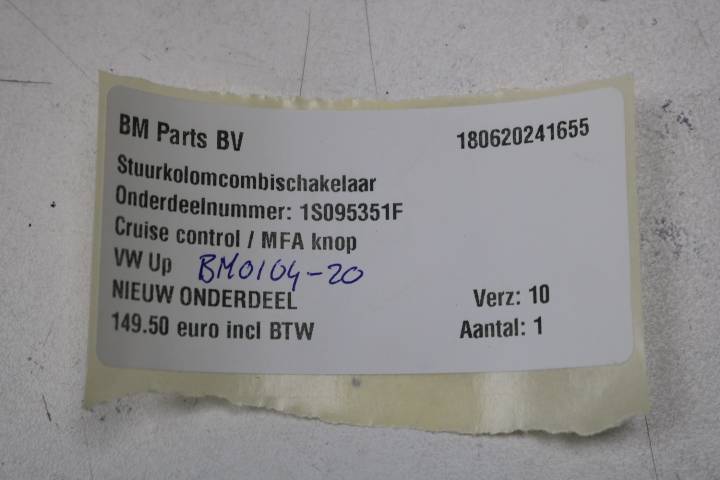 BM Parts BV 180620241655
Stuurkolomcombischakelaar
Onderdeelnummer: 1S095351F
Cruise control / MFA knop
VW Up BM0104-20
NIEUW ONDERDEEL Verz: 10
149.50 euro incl BTW Aantal: 1